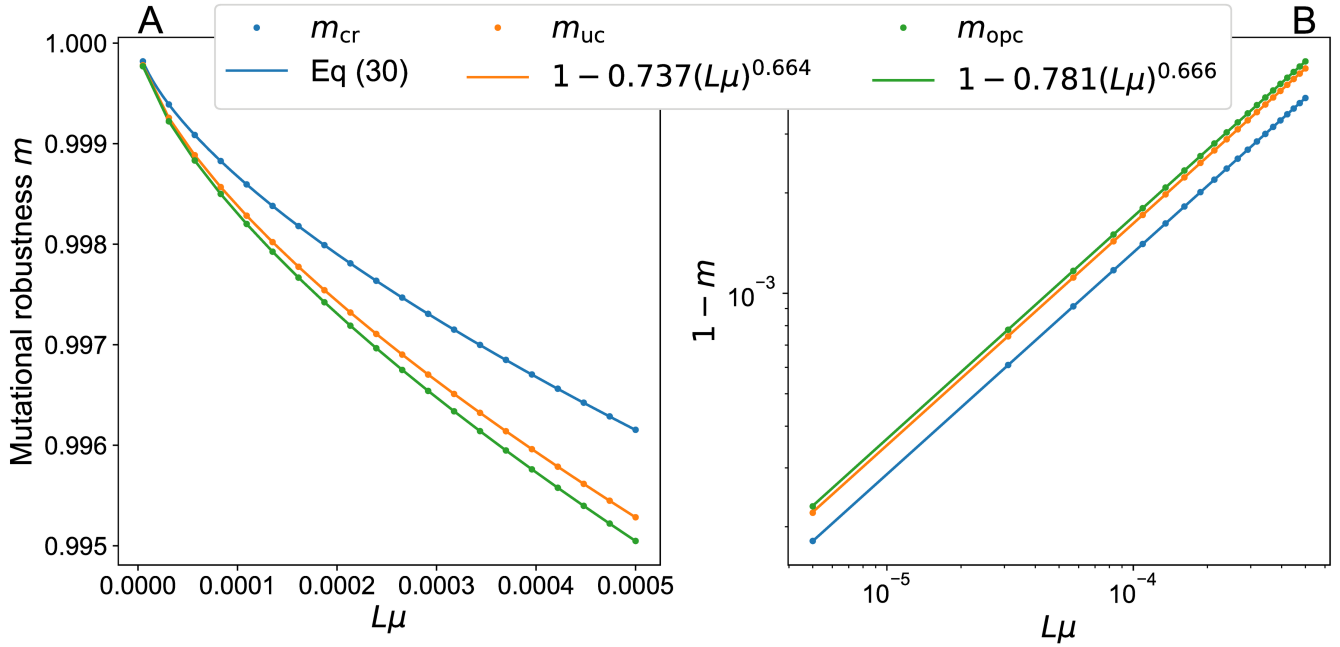 A
B
m_cr
m_uc
m_opc
Eq (30)
1 − 0.737(Lμ)^0.664
1 − 0.781(Lμ)^0.666
Mutational robustness m
1.000
0.999
0.998
0.997
0.996
0.995
0.0000 0.0001 0.0002 0.0003 0.0004 0.0005
Lμ
1 − m
10^−3
10^−5 10^−4
Lμ